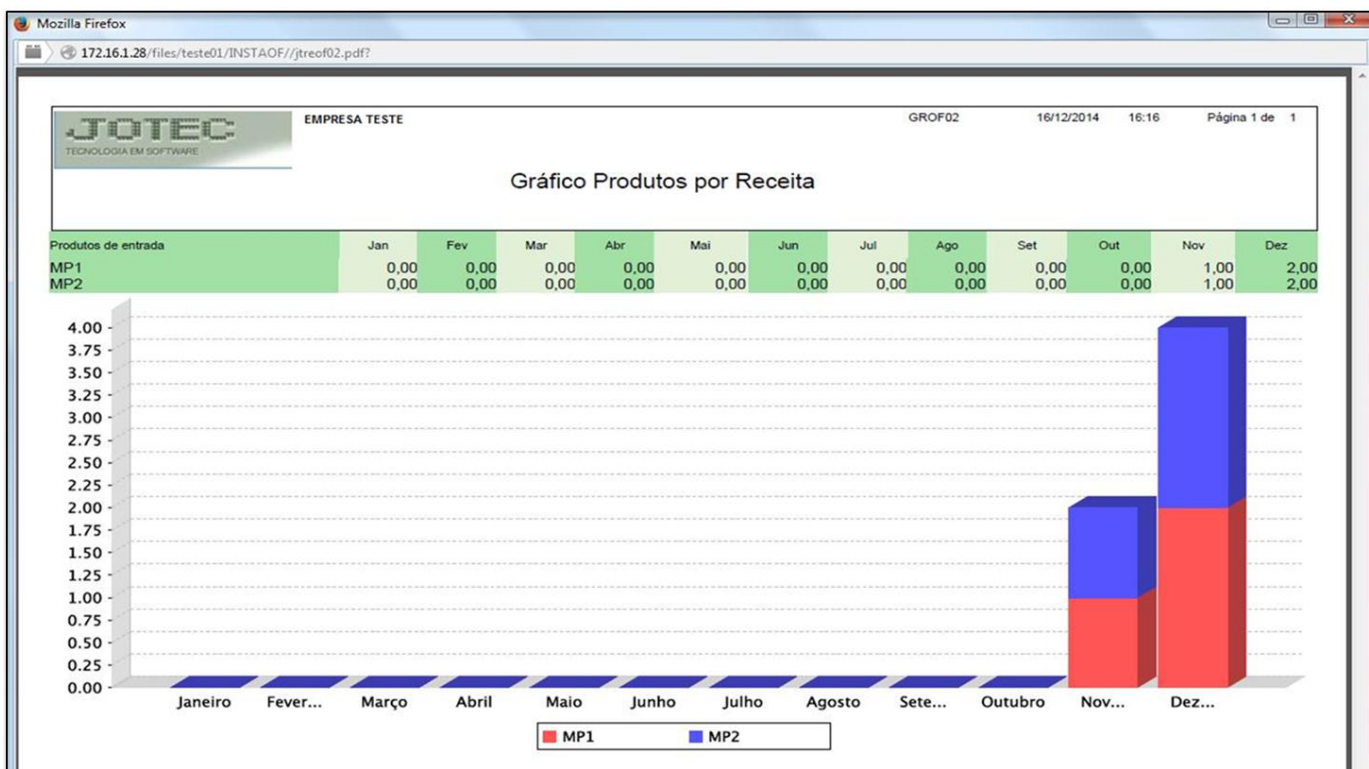 Mozilla Firefox
172.16.1.28/files/teste01/INSTAOF//jtreof02.pdf?
JOTEC
TECNOLOGIA EM SOFTWARE
EMPRESA TESTE GROF02 16/12/2014 16:16 Página 1 de 1
Gráfico Produtos por Receita
Produtos de entrada Jan Fev Mar Abr Mai Jun Jul Ago Set Out Nov Dez
MP1 0,00 0,00 0,00 0,00 0,00 0,00 0,00 0,00 0,00 0,00 1,00 2,00
MP2 0,00 0,00 0,00 0,00 0,00 0,00 0,00 0,00 0,00 0,00 1,00 2,00
4.00
3.75
3.50
3.25
3.00
2.75
2.50
2.25
2.00
1.75
1.50
1.25
1.00
0.75
0.50
0.25
0.00
Janeiro Fever... Março Abril Maio Junho Julho Agosto Sete... Outubro Nov... Dez...
MP1 MP2